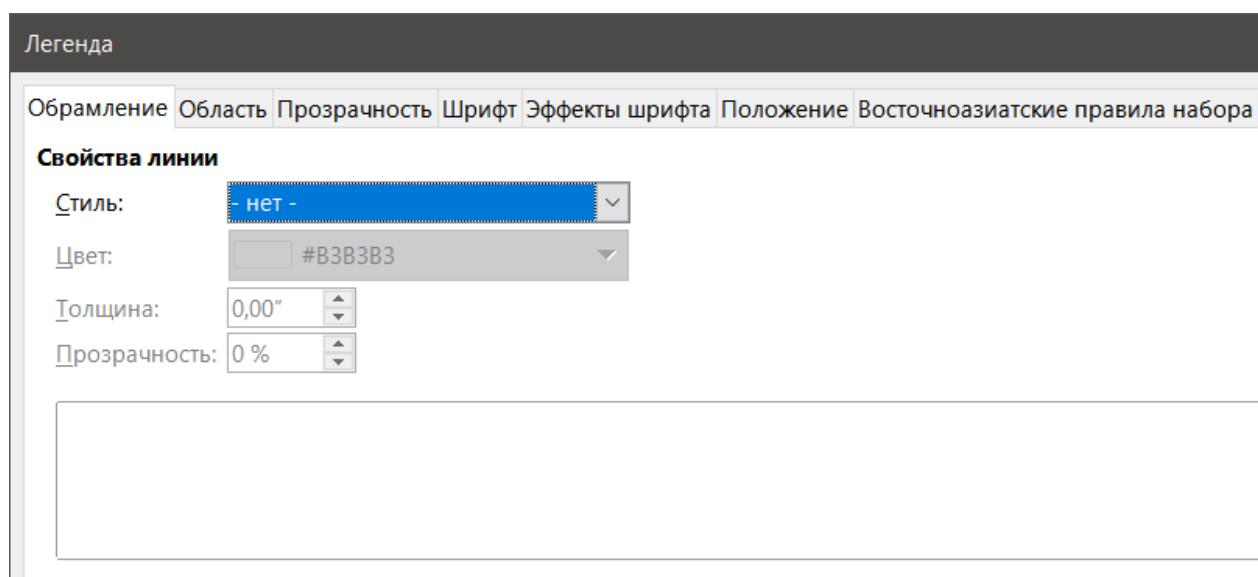 Легенда
Обрамление Область Прозрачность Шрифт Эффекты шрифта Положение Восточноазиатские правила набора
Свойства линии
Стиль: - нет -
Цвет: #B3B3B3
Толщина: 0,00"
Прозрачность: 0 %